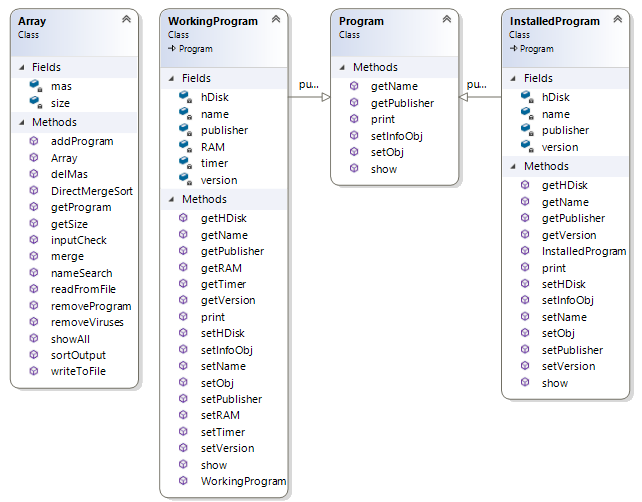 Array
Class
Fields
mas
size
Methods
addProgram
Array
delMas
DirectMergeSort
getProgram
getSize
inputCheck
merge
nameSearch
readFromFile
removeProgram
removeViruses
showAll
sortOutput
writeToFile
WorkingProgram
Class
Program
Fields
hDisk
name
publisher
RAM
timer
version
Methods
getHDisk
getName
getPublisher
getRAM
getTimer
getVersion
print
setHDisk
setInfoObj
setName
setObj
setPublisher
setRAM
setTimer
setVersion
show
WorkingProgram
pu...
Program
Class
Methods
getName
getPublisher
print
setInfoObj
setObj
show
pu...
InstalledProgram
Class
Program
Fields
hDisk
name
publisher
version
Methods
getHDisk
getName
getPublisher
getVersion
InstalledProgram
print
setHDisk
setInfoObj
setName
setObj
setPublisher
setVersion
show